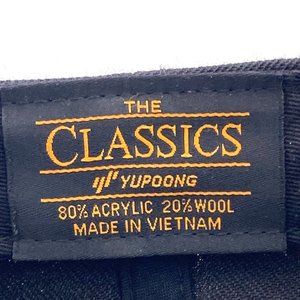 THE
CLASSICS
YUPOONG
80% ACRYLIC 20% WOOL
MADE IN VIETNAM